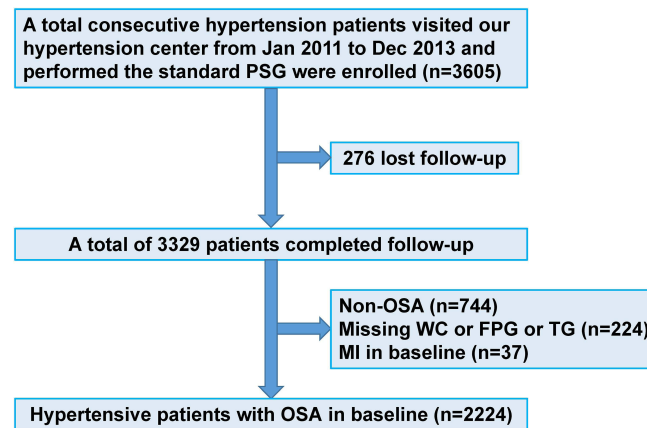 A total consecutive hypertension patients visited our
hypertension center from Jan 2011 to Dec 2013 and
performed the standard PSG were enrolled (n=3605)
276 lost follow-up
A total of 3329 patients completed follow-up
Non-OSA (n=744)
Missing WC or FPG or TG (n=224)
MI in baseline (n=37)
Hypertensive patients with OSA in baseline (n=2224)